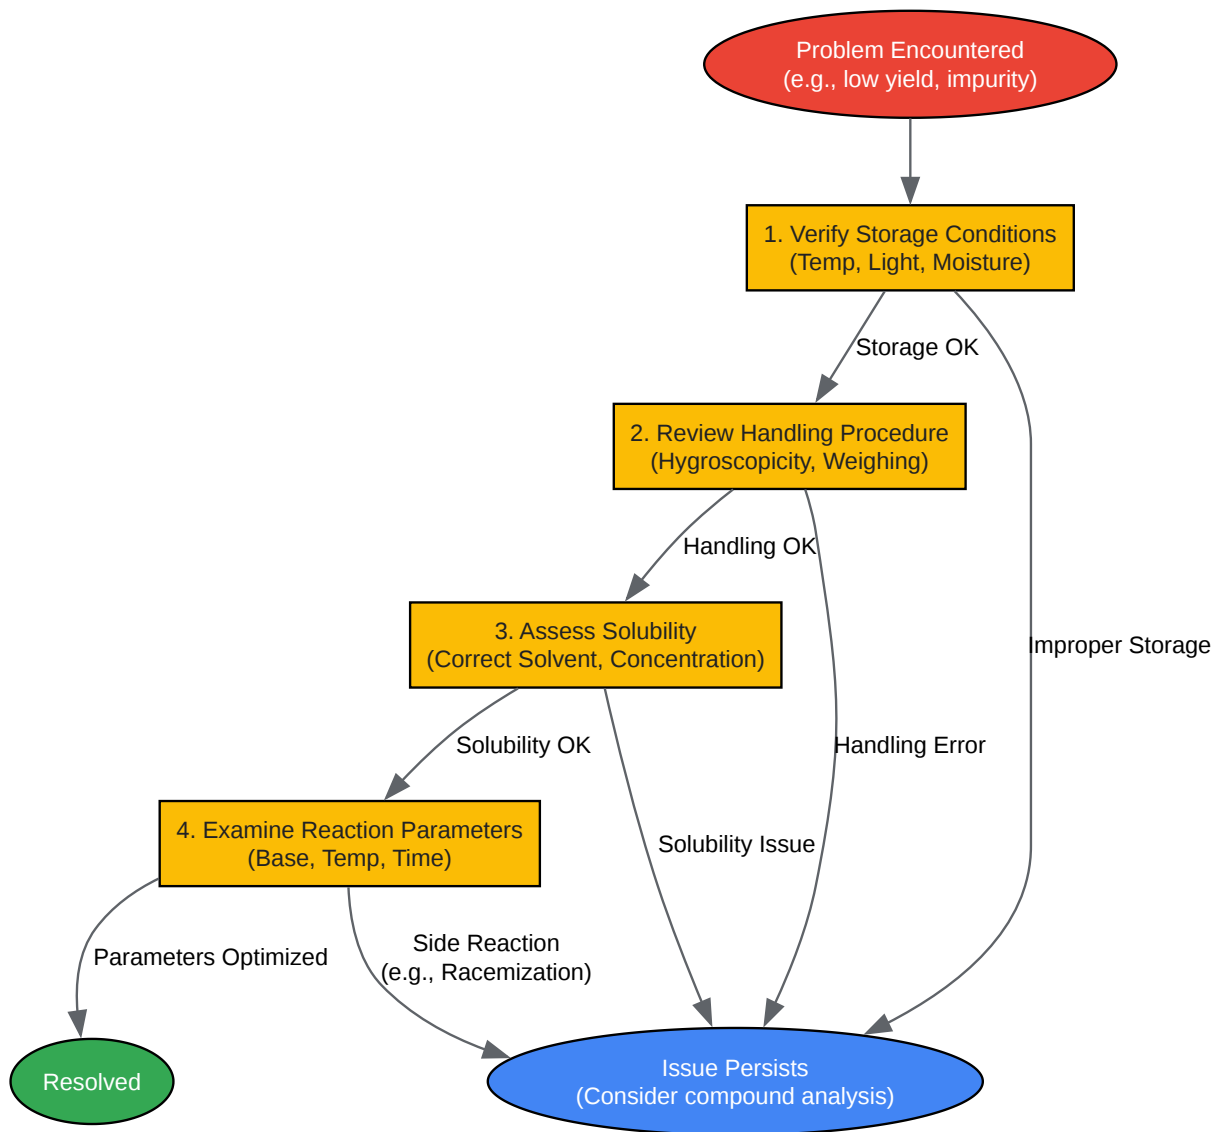 Problem Encountered
(e.g., low yield, impurity)
1. Verify Storage Conditions
(Temp, Light, Moisture)
Storage OK
2. Review Handling Procedure
(Hygroscopicity, Weighing)
Handling OK
3. Assess Solubility
(Correct Solvent, Concentration)
Improper Storage
Solubility OK
Handling Error
4. Examine Reaction Parameters
(Base, Temp, Time)
Solubility Issue
Parameters Optimized
Side Reaction
(e.g., Racemization)
Resolved
Issue Persists
(Consider compound analysis)